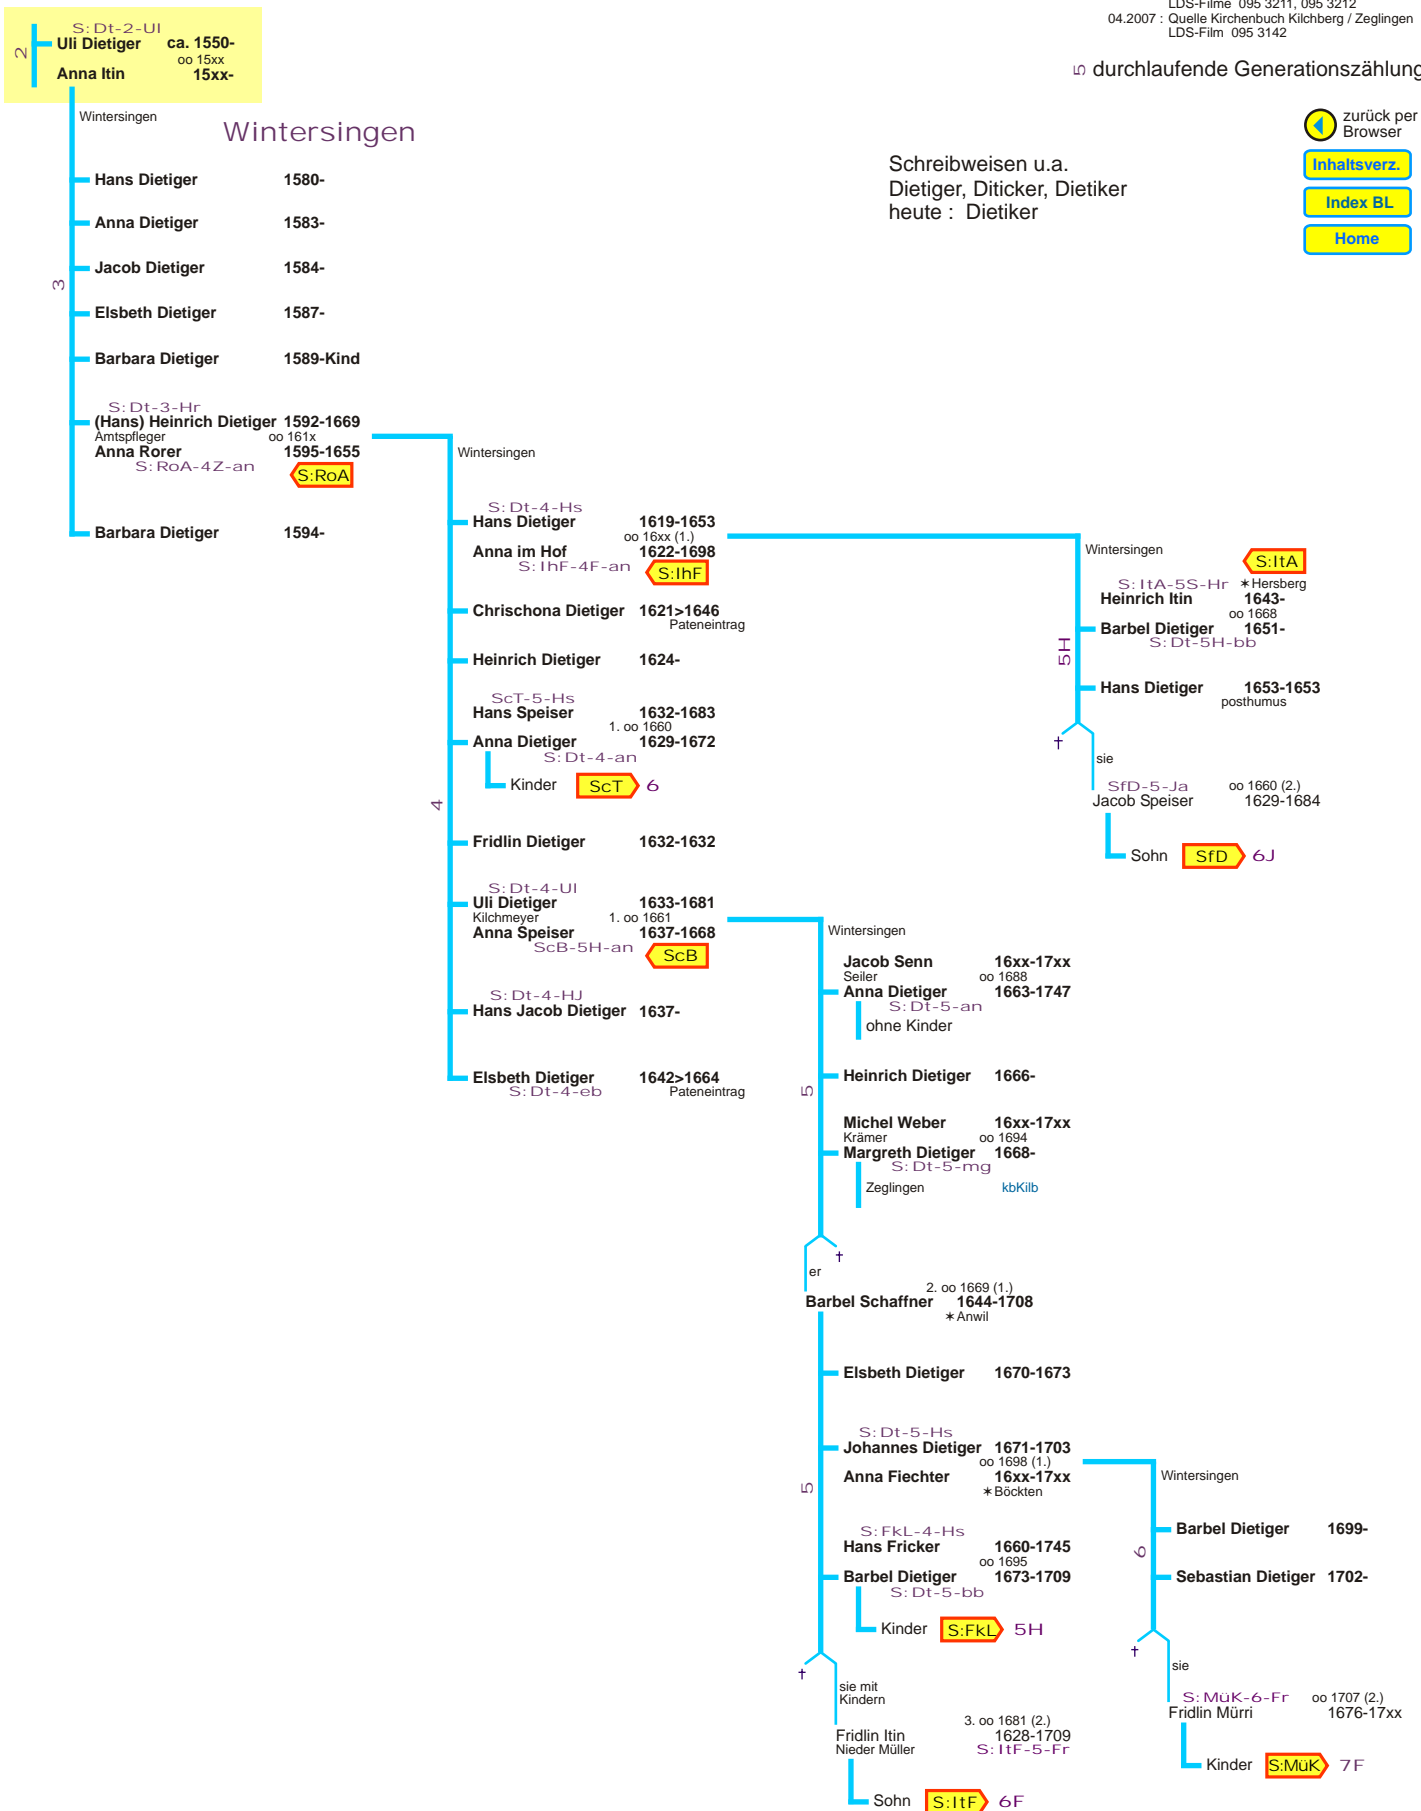 LDS-Filme 095 3211, 095 3212
04.2007 : Quelle Kirchenbuch Kilchberg / Zeglingen
LDS-Film 095 3142
5 durchlaufende Generationszählung
zurück per
Browser
Inhaltsverz.
Index BL
Home
Schreibweisen u.a.
Dietiger, Diticker, Dietiker
heute : Dietiker
2
S:Dt-2-Ul
Uli Dietiger ca. 1550-
oo 15xx
Anna Itin 15xx-
Wintersingen
Wintersingen
3
Hans Dietiger 1580-
Anna Dietiger 1583-
Jacob Dietiger 1584-
Elsbeth Dietiger 1587-
Barbara Dietiger 1589-Kind
S:Dt-3-Hr
(Hans) Heinrich Dietiger 1592-1669
Amtspfleger oo 161x
Anna Rorer 1595-1655
S:RoA-4Z-an
S:RoA
Barbara Dietiger 1594-
Wintersingen
4
S:Dt-4-Hs
Hans Dietiger 1619-1653
oo 16xx (1.)
Anna im Hof 1622-1698
S:IhF-4F-an
S:IhF
Chrischona Dietiger 1621>1646
Pateneintrag
Heinrich Dietiger 1624-
ScT-5-Hs
Hans Speiser 1632-1683
1. oo 1660
Anna Dietiger 1629-1672
S:Dt-4-an
Kinder ScT 6
Fridlin Dietiger 1632-1632
S:Dt-4-Ul
Uli Dietiger 1633-1681
Kilchmeyer 1. oo 1661
Anna Speiser 1637-1668
ScB-5H-an
ScB
S:Dt-4-HJ
Hans Jacob Dietiger 1637-
Elsbeth Dietiger 1642>1664
S:Dt-4-eb Pateneintrag
Wintersingen
S:ItA
5H
S:ItA-5S-Hr ✶Hersberg
Heinrich Itin 1643-
oo 1668
Barbel Dietiger 1651-
S:Dt-5H-bb
Hans Dietiger 1653-1653
posthumus
†
sie
SfD-5-Ja oo 1660 (2.)
Jacob Speiser 1629-1684
Sohn SfD 6J
Wintersingen
5
Jacob Senn 16xx-17xx
Seiler oo 1688
Anna Dietiger 1663-1747
S:Dt-5-an
ohne Kinder
Heinrich Dietiger 1666-
Michel Weber 16xx-17xx
Krämer oo 1694
Margreth Dietiger 1668-
S:Dt-5-mg
Zeglingen kbKilb
†
er
2. oo 1669 (1.)
Barbel Schaffner 1644-1708
✶Anwil
5
Elsbeth Dietiger 1670-1673
S:Dt-5-Hs
Johannes Dietiger 1671-1703
oo 1698 (1.)
Anna Fiechter 16xx-17xx
✶Böckten
S:FkL-4-Hs
Hans Fricker 1660-1745
oo 1695
Barbel Dietiger 1673-1709
S:Dt-5-bb
Kinder S:FkL 5H
†
sie mit
Kindern
3. oo 1681 (2.)
Fridlin Itin 1628-1709
Nieder Müller S:ItF-5-Fr
Sohn S:ItF 6F
Wintersingen
6
Barbel Dietiger 1699-
Sebastian Dietiger 1702-
†
sie
S:MüK-6-Fr oo 1707 (2.)
Fridlin Mürri 1676-17xx
Kinder S:MüK 7F